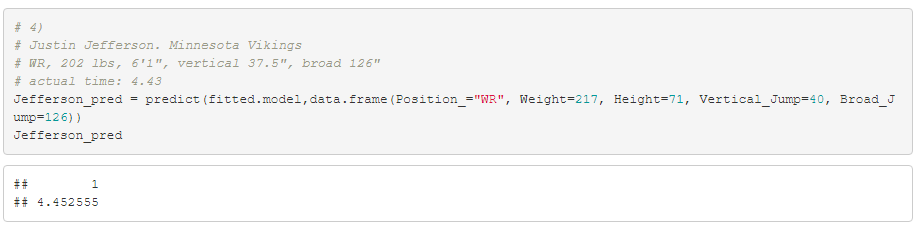 # 4)
# Justin Jefferson. Minnesota Vikings
# WR, 202 lbs, 6'1", vertical 37.5", broad 126"
# actual time: 4.43
Jefferson_pred = predict(fitted.model,data.frame(Position_="WR", Weight=217, Height=71, Vertical_Jump=40, Broad_J
ump=126))
Jefferson_pred
##        1
## 4.452555